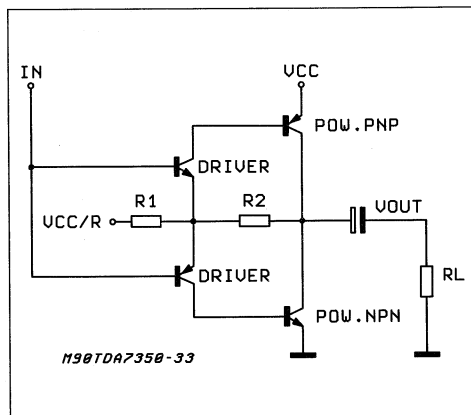 IN
VCC
POW.PNP
DRIVER
R1
R2
VCC/R
VOUT
DRIVER
RL
POW.NPN
M90TDA7350-33